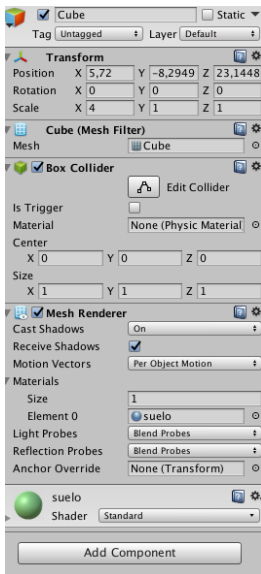 Cube Static
Tag Untagged Layer Default
Transform
Position X 5,72 Y -8,2949 Z 23,1448
Rotation X 0 Y 0 Z 0
Scale X 4 Y 1 Z 1
Cube (Mesh Filter)
Mesh Cube
Box Collider
Edit Collider
Is Trigger
Material None (Physic Material
Center
X 0 Y 0 Z 0
Size
X 1 Y 1 Z 1
Mesh Renderer
Cast Shadows On
Receive Shadows
Motion Vectors Per Object Motion
Materials
Size 1
Element 0 suelo
Light Probes Blend Probes
Reflection Probes Blend Probes
Anchor Override None (Transform)
suelo
Shader Standard
Add Component